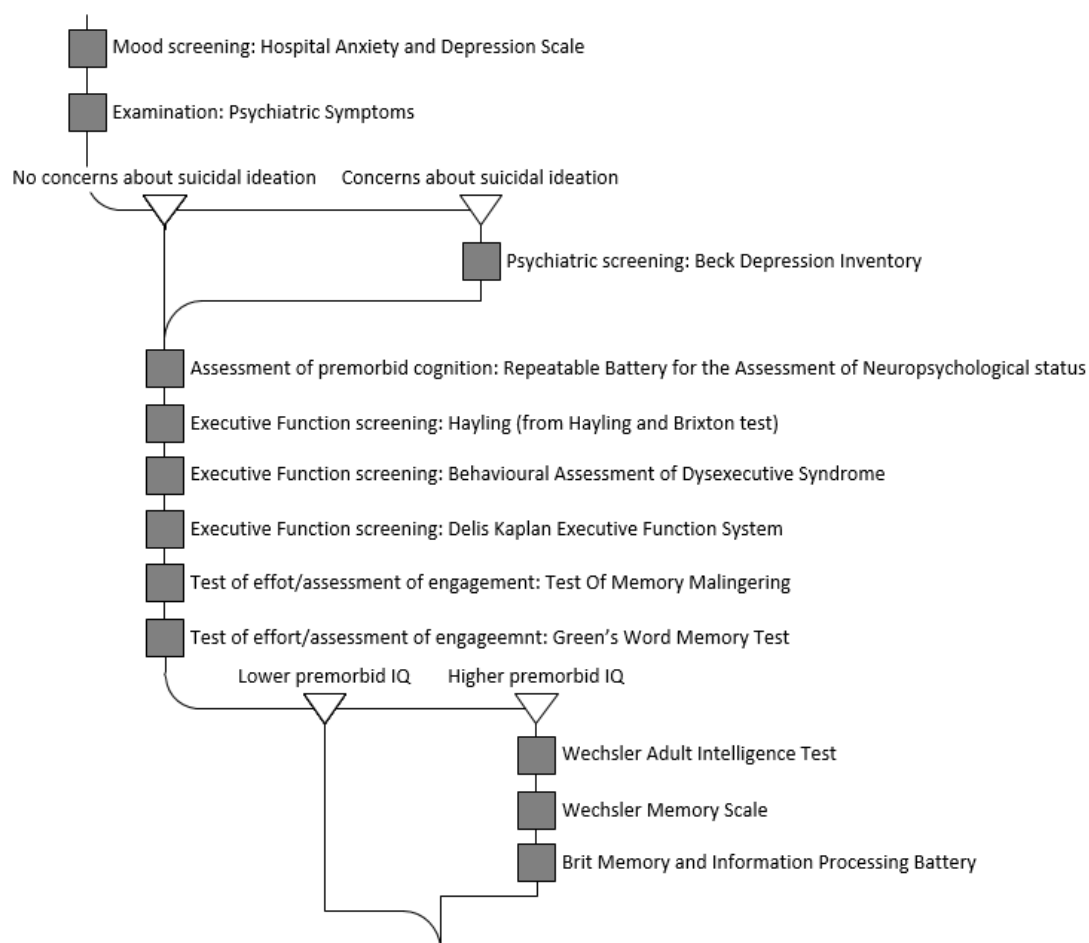 Mood screening: Hospital Anxiety and Depression Scale
Examination: Psychiatric Symptoms
No concerns about suicidal ideation
Concerns about suicidal ideation
Psychiatric screening: Beck Depression Inventory
Assessment of premorbid cognition: Repeatable Battery for the Assessment of Neuropsychological status
Executive Function screening: Hayling (from Hayling and Brixton test)
Executive Function screening: Behavioural Assessment of Dysexecutive Syndrome
Executive Function screening: Delis Kaplan Executive Function System
Test of effot/assessment of engagement: Test Of Memory Malingering
Test of effort/assessment of engageemnt: Green's Word Memory Test
Lower premorbid IQ
Higher premorbid IQ
Wechsler Adult Intelligence Test
Wechsler Memory Scale
Brit Memory and Information Processing Battery